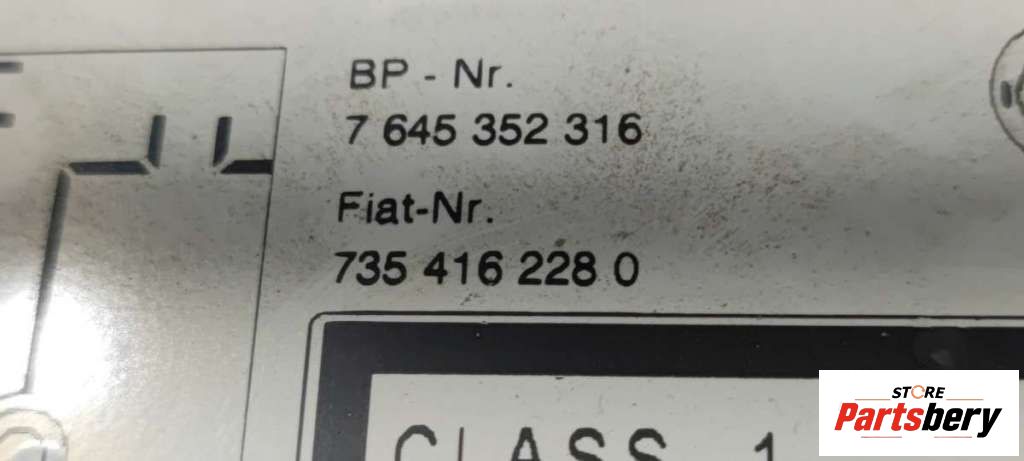 BP - Nr.
7 645 352 316
Fiat-Nr.
735 416 228 0
CLASS 1
STORE
Partsbery